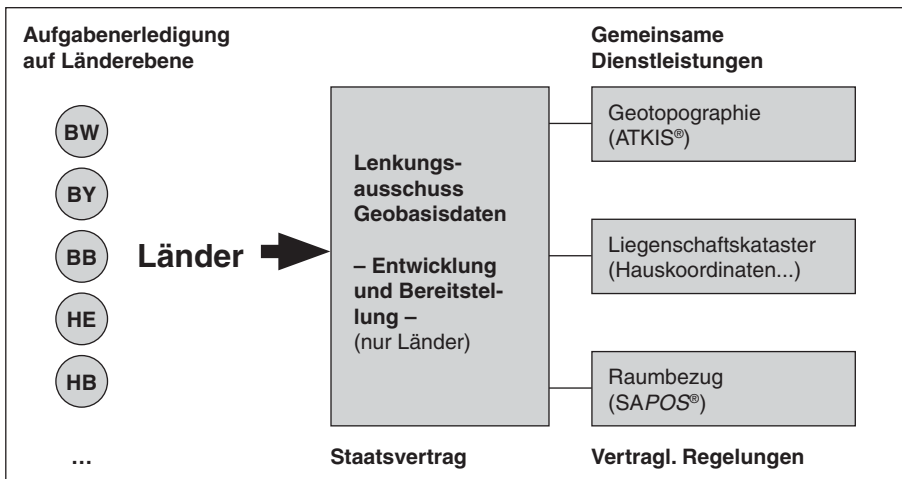 Aufgabenerledigung
auf Länderebene
BW
BY
BB
HE
HB
...
Länder
Lenkungs-
ausschuss
Geobasisdaten
– Entwicklung
und Bereitstel-
lung –
(nur Länder)
Staatsvertrag
Gemeinsame
Dienstleistungen
Geotopographie
(ATKIS®)
Liegenschaftskataster
(Hauskoordinaten...)
Raumbezug
(SAPOS®)
Vertragl. Regelungen